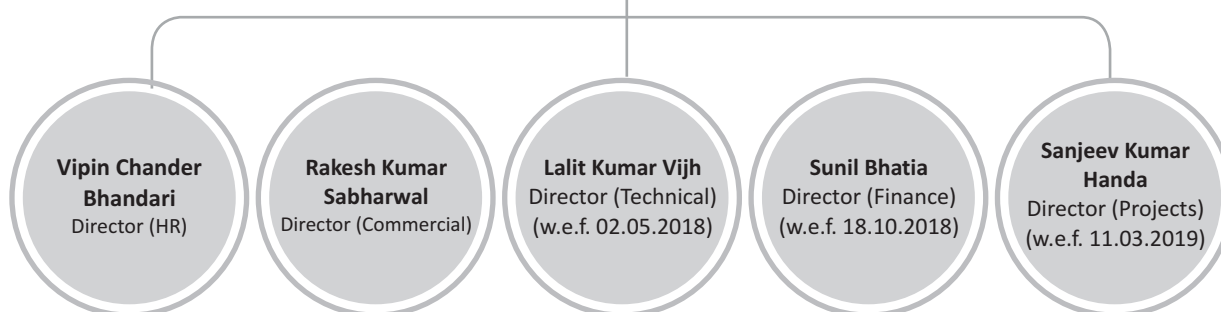 Vipin Chander
Bhandari
Director (HR)
Rakesh Kumar
Sabharwal
Director (Commercial)
Lalit Kumar Vijh
Director (Technical)
(w.e.f. 02.05.2018)
Sunil Bhatia
Director (Finance)
(w.e.f. 18.10.2018)
Sanjeev Kumar
Handa
Director (Projects)
(w.e.f. 11.03.2019)